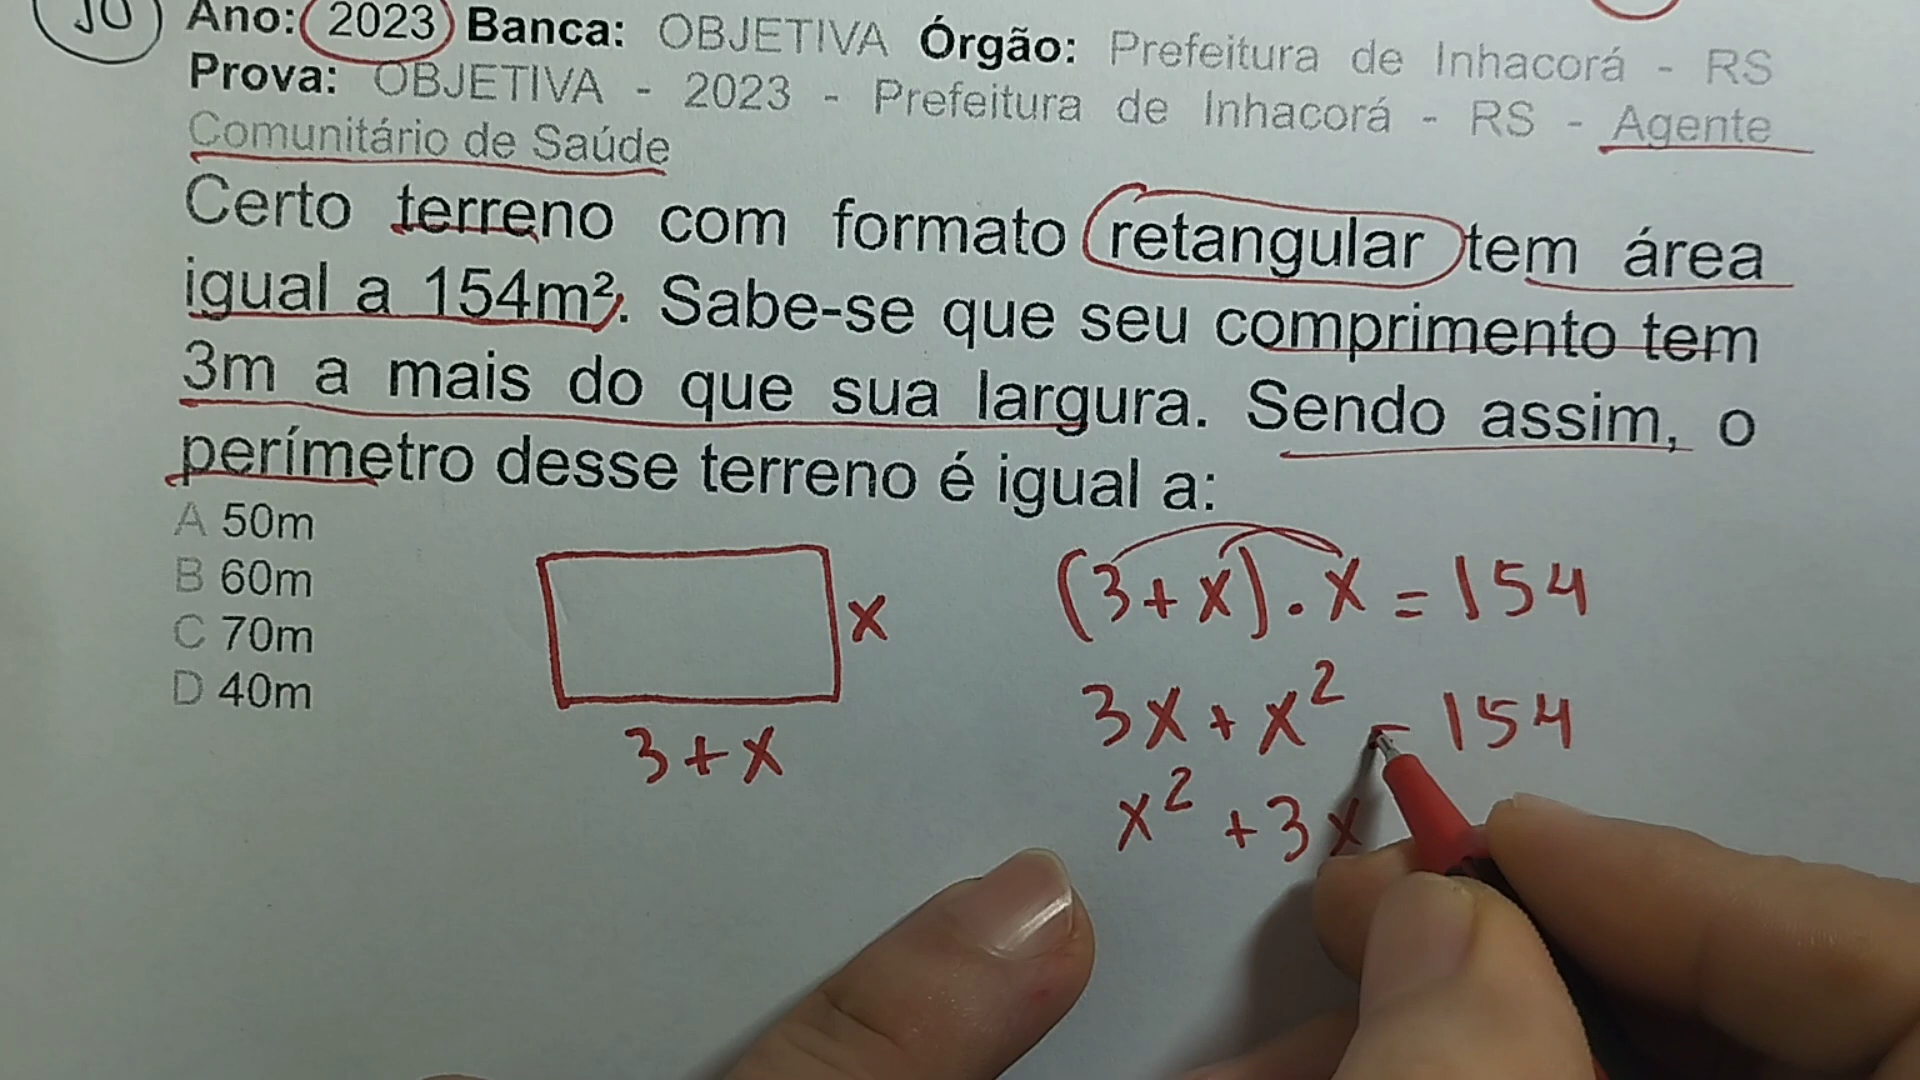 10 Ano: 2023 Banca: OBJETIVA Órgão: Prefeitura de Inhacorá - RS
Prova: OBJETIVA - 2023 - Prefeitura de Inhacorá - RS - Agente
Comunitário de Saúde
Certo terreno com formato retangular tem área
igual a 154m². Sabe-se que seu comprimento tem
3m a mais do que sua largura. Sendo assim, o
perímetro desse terreno é igual a:
A 50m
B 60m
C 70m
D 40m
x
3+x
(3+x).x=154
3x+x²=154
x²+3x